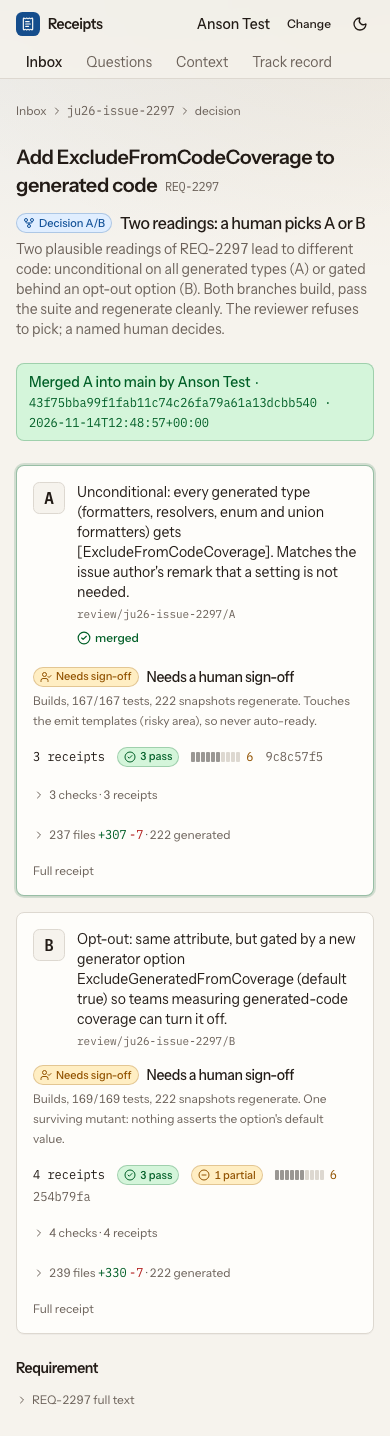 Receipts
Anson Test
Change
Inbox
Questions
Context
Track record
Inbox > ju26-issue-2297 > decision
Add ExcludeFromCodeCoverage to
generated code REQ-2297
Decision A/B Two readings: a human picks A or B
Two plausible readings of REQ-2297 lead to different
code: unconditional on all generated types (A) or gated
behind an opt-out option (B). Both branches build, pass
the suite and regenerate cleanly. The reviewer refuses
to pick; a named human decides.
Merged A into main by Anson Test ·
43f75bba99f1fab11c74c26fa79a61a13dcbb540 ·
2026-11-14T12:48:57+00:00
A
Unconditional: every generated type
(formatters, resolvers, enum and union
formatters) gets
[ExcludeFromCodeCoverage]. Matches the
issue author's remark that a setting is not
needed.
review/ju26-issue-2297/A
merged
Needs sign-off Needs a human sign-off
Builds, 167/167 tests, 222 snapshots regenerate. Touches
the emit templates (risky area), so never auto-ready.
3 receipts 3 pass 6 9c8c57f5
> 3 checks · 3 receipts
> 237 files +307 -7 · 222 generated
Full receipt
B
Opt-out: same attribute, but gated by a new
generator option
ExcludeGeneratedFromCoverage (default
true) so teams measuring generated-code
coverage can turn it off.
review/ju26-issue-2297/B
Needs sign-off Needs a human sign-off
Builds, 169/169 tests, 222 snapshots regenerate. One
surviving mutant: nothing asserts the option's default
value.
4 receipts 3 pass 1 partial 6
254b79fa
> 4 checks · 4 receipts
> 239 files +330 -7 · 222 generated
Full receipt
Requirement
> REQ-2297 full text